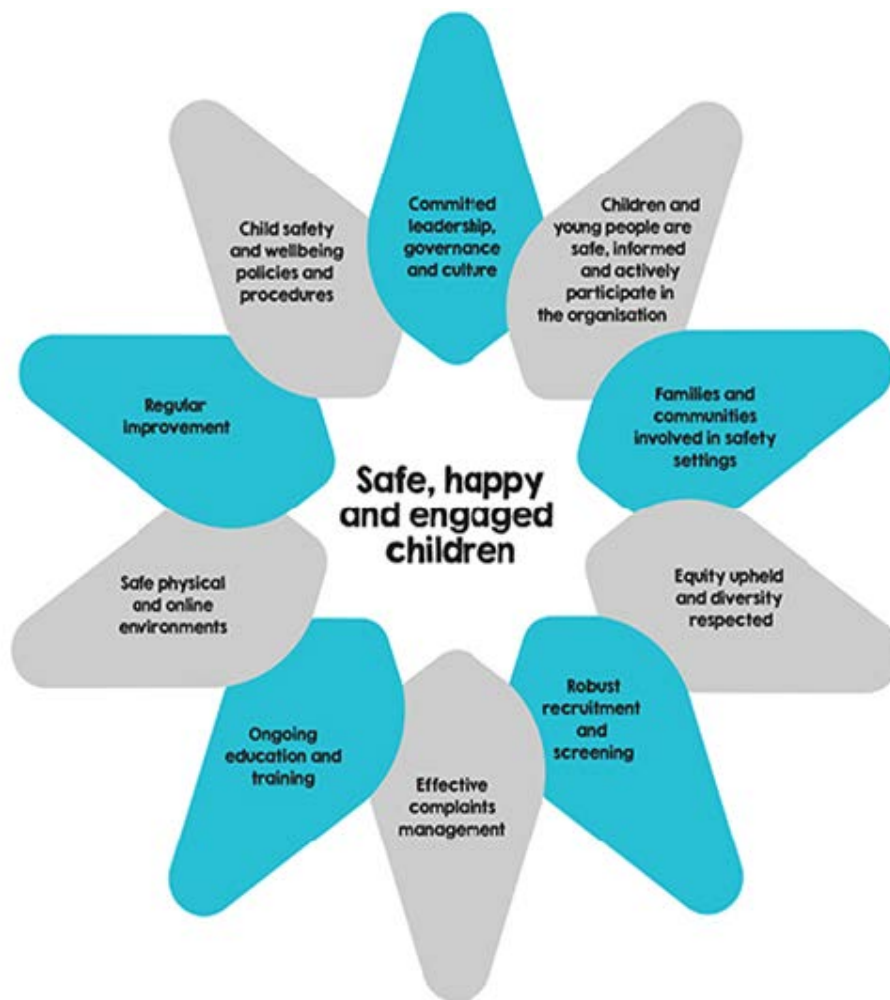 Committed
leadership,
governance
and culture
Children and
young people are
safe, informed
and actively
participate in
the organisation
Families and
communities
involved in safety
settings
Equity upheld
and diversity
respected
Robust
recruitment
and
screening
Effective
complaints
management
Ongoing
education and
training
Safe physical
and online
environments
Regular
improvement
Child safety
and wellbeing
policies and
procedures
Safe, happy
and engaged
children